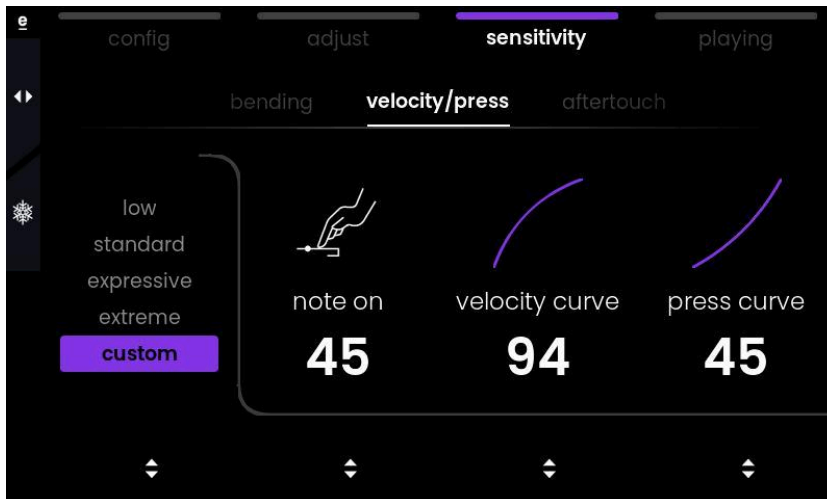 e
config adjust sensitivity playing
bending velocity/press aftertouch
low
standard
expressive
extreme
custom
note on velocity curve press curve
45 94 45